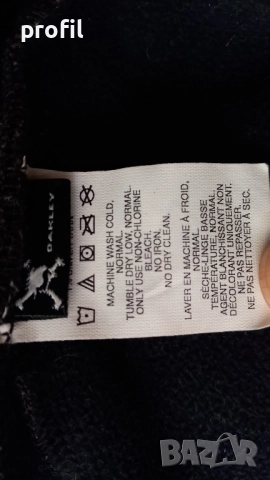 profil
OAKLEY
MACHINE WASH COLD,
NORMAL.
TUMBLE DRY LOW, NORMAL.
ONLY USE NON-CHLORINE
BLEACH.
NO IRON.
NO DRY CLEAN.
LAVER EN MACHINE À FROID,
NORMAL.
SÈCHE-LINGE BASSE
TEMPÉRATURE, NORMAL.
AGENT BLANCHISSANT NON
DÉCOLORANT UNIQUEMENT.
NE PAS REPASSER.
NE PAS NETTOYER À SEC.
BAZAR